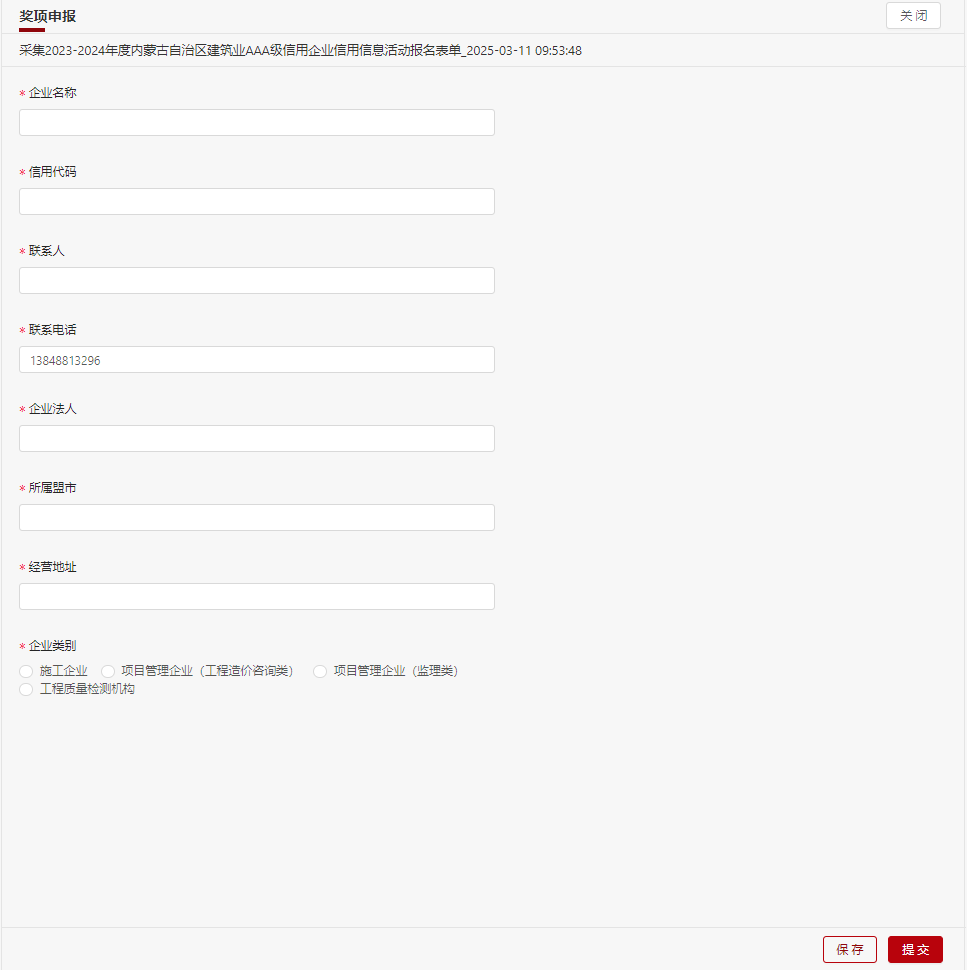 奖项申报
关闭
采集2023-2024年度内蒙古自治区建筑业AAA级信用企业信用信息活动报名表单_2025-03-11 09:53:48
* 企业名称
* 信用代码
* 联系人
* 联系电话
13848813296
* 企业法人
* 所属盟市
* 经营地址
* 企业类别
施工企业 项目管理企业（工程造价咨询类） 项目管理企业（监理类）
工程质量检测机构
保存 提交